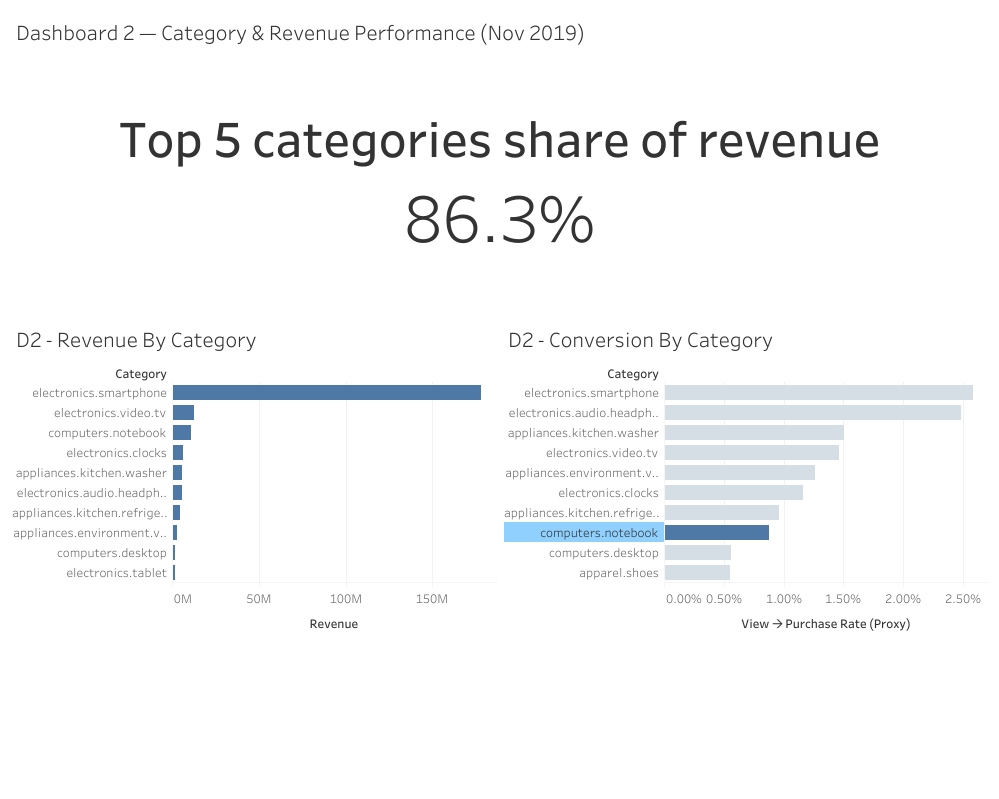 Dashboard 2 — Category & Revenue Performance (Nov 2019)
Top 5 categories share of revenue
86.3%
D2 - Revenue By Category
Category
electronics.smartphone
electronics.video.tv
computers.notebook
electronics.clocks
appliances.kitchen.washer
electronics.audio.headph..
appliances.kitchen.refrige..
appliances.environment.v..
computers.desktop
electronics.tablet
0M 50M 100M 150M
Revenue
D2 - Conversion By Category
Category
electronics.smartphone
electronics.audio.headph..
appliances.kitchen.washer
electronics.video.tv
appliances.environment.v..
electronics.clocks
appliances.kitchen.refrige..
computers.notebook
computers.desktop
apparel.shoes
0.00% 0.50% 1.00% 1.50% 2.00% 2.50%
View → Purchase Rate (Proxy)